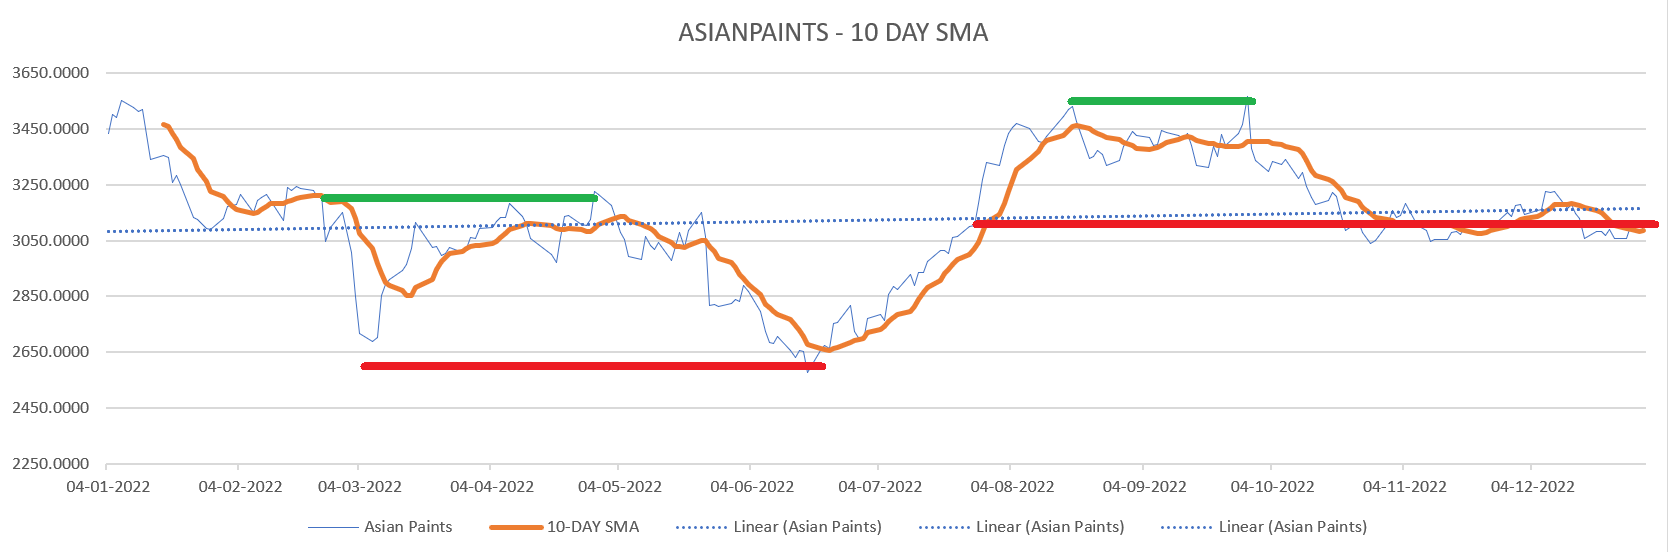 ASIANPAINTS - 10 DAY SMA
3650.0000
3450.0000
3250.0000
3050.0000
2850.0000
2650.0000
2450.0000
2250.0000
04-01-2022 04-02-2022 04-03-2022 04-04-2022 04-05-2022 04-06-2022 04-07-2022 04-08-2022 04-09-2022 04-10-2022 04-11-2022 04-12-2022
Asian Paints 10-DAY SMA Linear (Asian Paints) Linear (Asian Paints) Linear (Asian Paints)